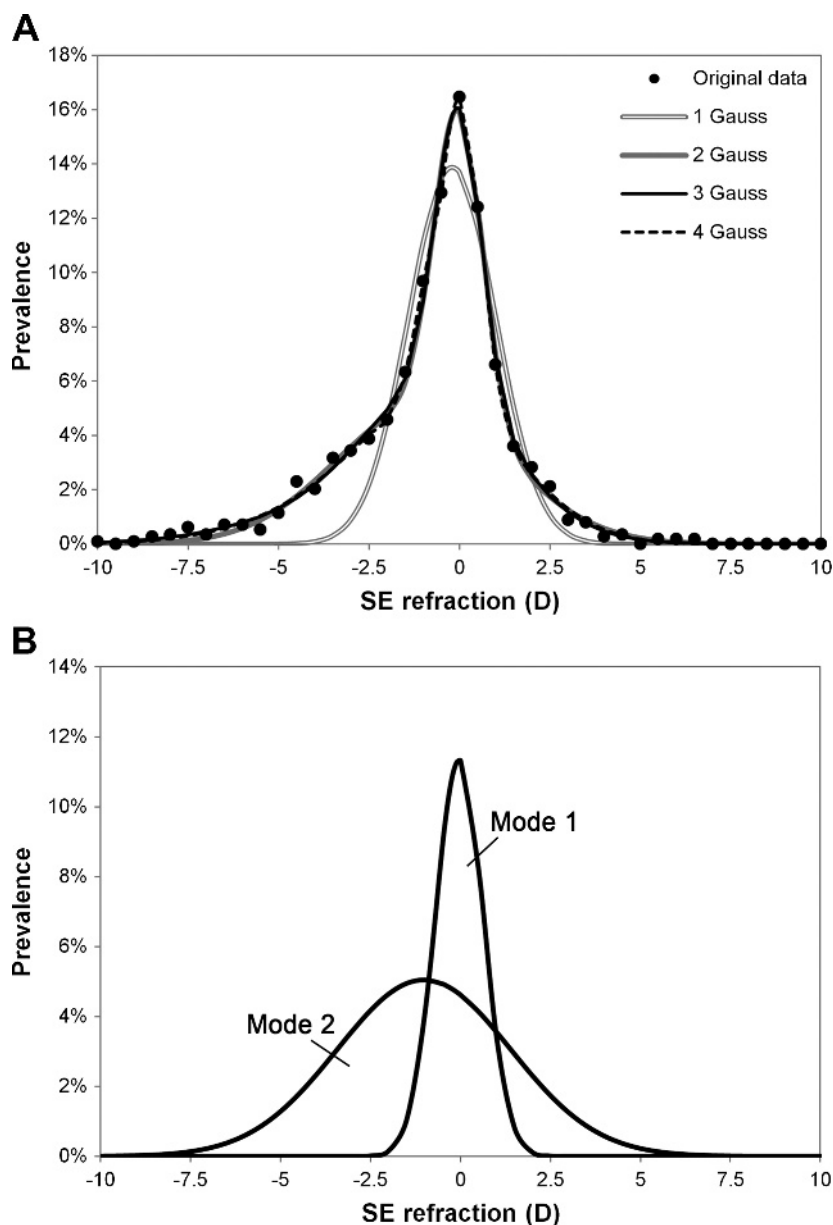 A
18%
16%
14%
12%
10%
8%
6%
4%
2%
0%
Prevalence
Original data
1 Gauss
2 Gauss
3 Gauss
4 Gauss
-10 -7.5 -5 -2.5 0 2.5 5 7.5 10
SE refraction (D)
B
14%
12%
10%
8%
6%
4%
2%
0%
Prevalence
Mode 1
Mode 2
-10 -7.5 -5 -2.5 0 2.5 5 7.5 10
SE refraction (D)